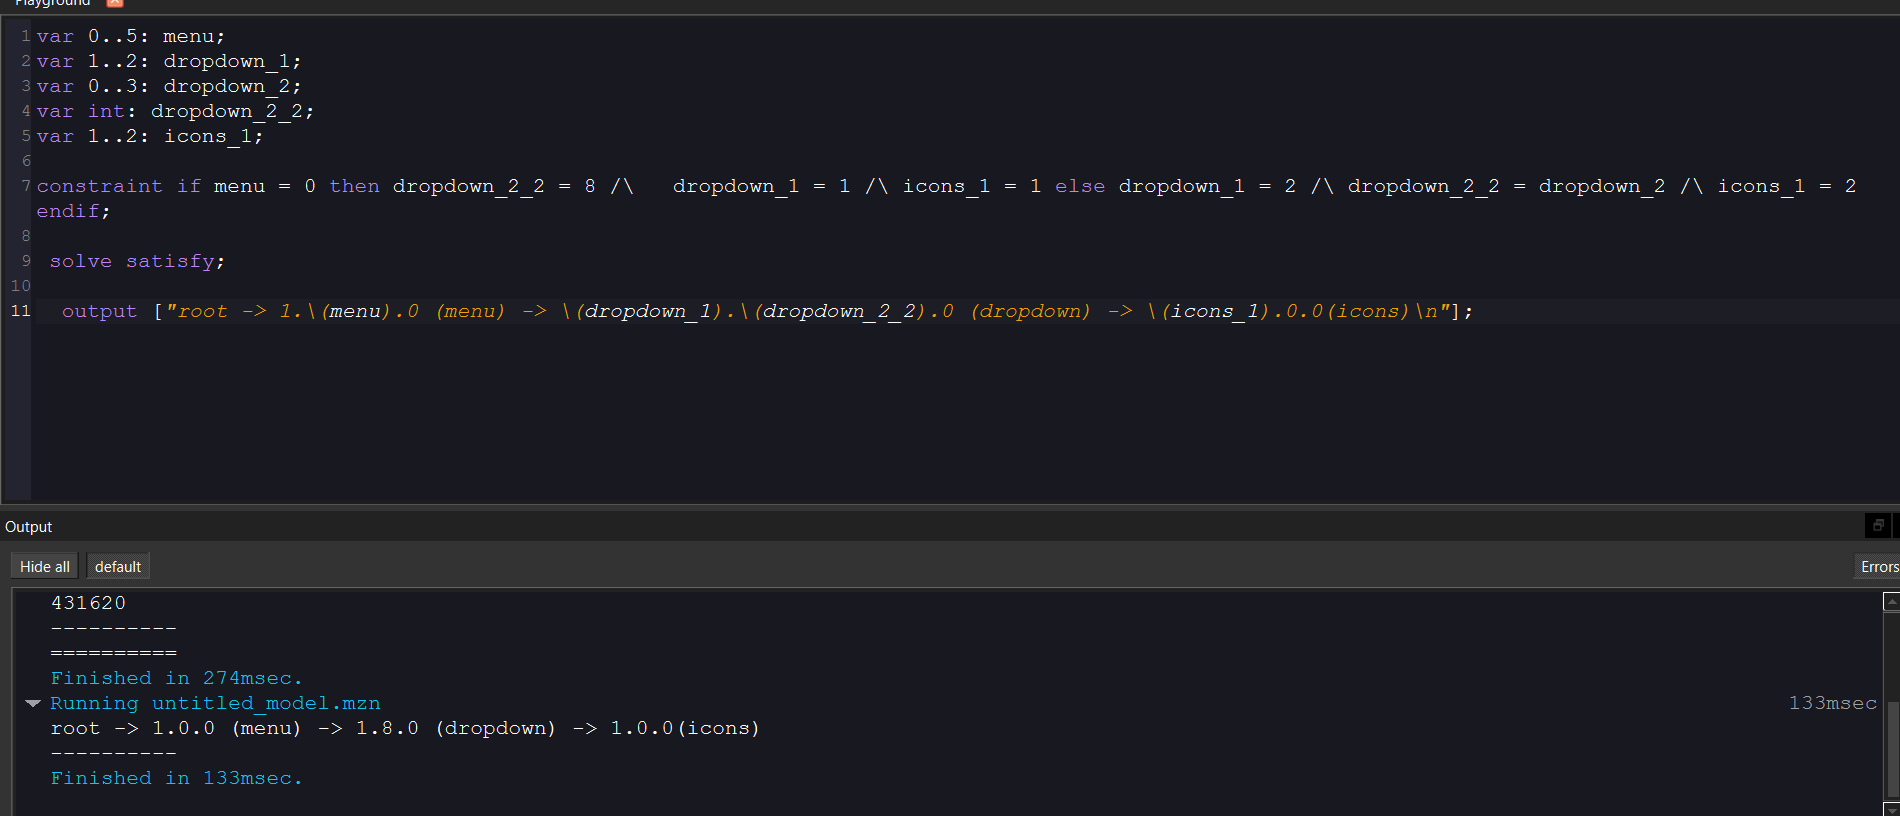 Playground
1 var 0..5: menu;
2 var 1..2: dropdown_1;
3 var 0..3: dropdown_2;
4 var int: dropdown_2_2;
5 var 1..2: icons_1;
6
7 constraint if menu = 0 then dropdown_2_2 = 8 /\   dropdown_1 = 1 /\ icons_1 = 1 else dropdown_1 = 2 /\ dropdown_2_2 = dropdown_2 /\ icons_1 = 2
endif;
8
9  solve satisfy;
10
11   output ["root -> 1.\(menu).0 (menu) -> \(dropdown_1).\(dropdown_2_2).0 (dropdown) -> \(icons_1).0.0(icons)\n"];
Output
Hide all default Errors
431620
----------
==========
Finished in 274msec.
Running untitled_model.mzn 133msec
root -> 1.0.0 (menu) -> 1.8.0 (dropdown) -> 1.0.0(icons)
----------
Finished in 133msec.